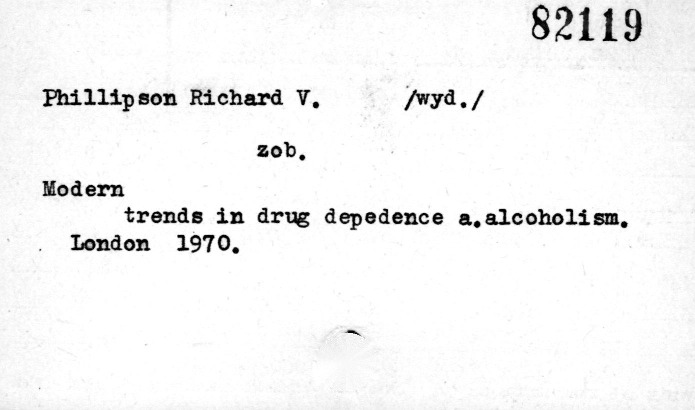 82119
Phillipson Richard V. /wyd./
zob.
Modern
trends in drug depedence a.alcoholism.
London 1970.